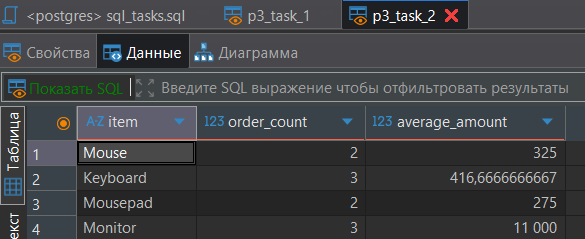 <postgres> sql_tasks.sql p3_task_1 p3_task_2
Свойства Данные Диаграмма
Показать SQL Введите SQL выражение чтобы отфильтровать результаты
Таблица
A-Z item 123 order_count 123 average_amount
1 Mouse 2 325
2 Keyboard 3 416,6666666667
3 Mousepad 2 275
4 Monitor 3 11 000